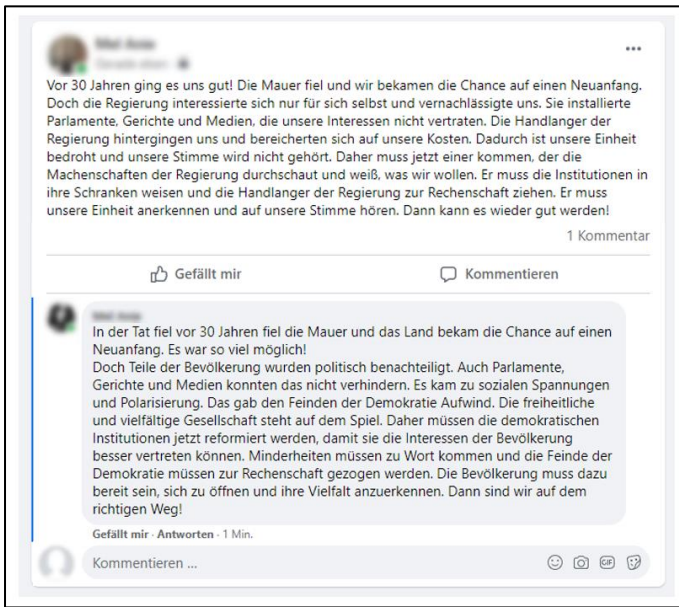 Vor 30 Jahren ging es uns gut! Die Mauer fiel und wir bekamen die Chance auf einen Neuanfang.
Doch die Regierung interessierte sich nur für sich selbst und vernachlässigte uns. Sie installierte
Parlamente, Gerichte und Medien, die unsere Interessen nicht vertraten. Die Handlanger der
Regierung hintergingen uns und bereicherten sich auf unsere Kosten. Dadurch ist unsere Einheit
bedroht und unsere Stimme wird nicht gehört. Daher muss jetzt einer kommen, der die
Machenschaften der Regierung durchschaut und weiß, was wir wollen. Er muss die Institutionen in
ihre Schranken weisen und die Handlanger der Regierung zur Rechenschaft ziehen. Er muss
unsere Einheit anerkennen und auf unsere Stimme hören. Dann kann es wieder gut werden!
1 Kommentar
Gefällt mir
Kommentieren
In der Tat fiel vor 30 Jahren fiel die Mauer und das Land bekam die Chance auf einen
Neuanfang. Es war so viel möglich!
Doch Teile der Bevölkerung wurden politisch benachteiligt. Auch Parlamente,
Gerichte und Medien konnten das nicht verhindern. Es kam zu sozialen Spannungen
und Polarisierung. Das gab den Feinden der Demokratie Aufwind. Die freiheitliche
und vielfältige Gesellschaft steht auf dem Spiel. Daher müssen die demokratischen
Institutionen jetzt reformiert werden, damit sie die Interessen der Bevölkerung
besser vertreten können. Minderheiten müssen zu Wort kommen und die Feinde der
Demokratie müssen zur Rechenschaft gezogen werden. Die Bevölkerung muss dazu
bereit sein, sich zu öffnen und ihre Vielfalt anzuerkennen. Dann sind wir auf dem
richtigen Weg!
Gefällt mir · Antworten · 1 Min.
Kommentieren ...
GIF